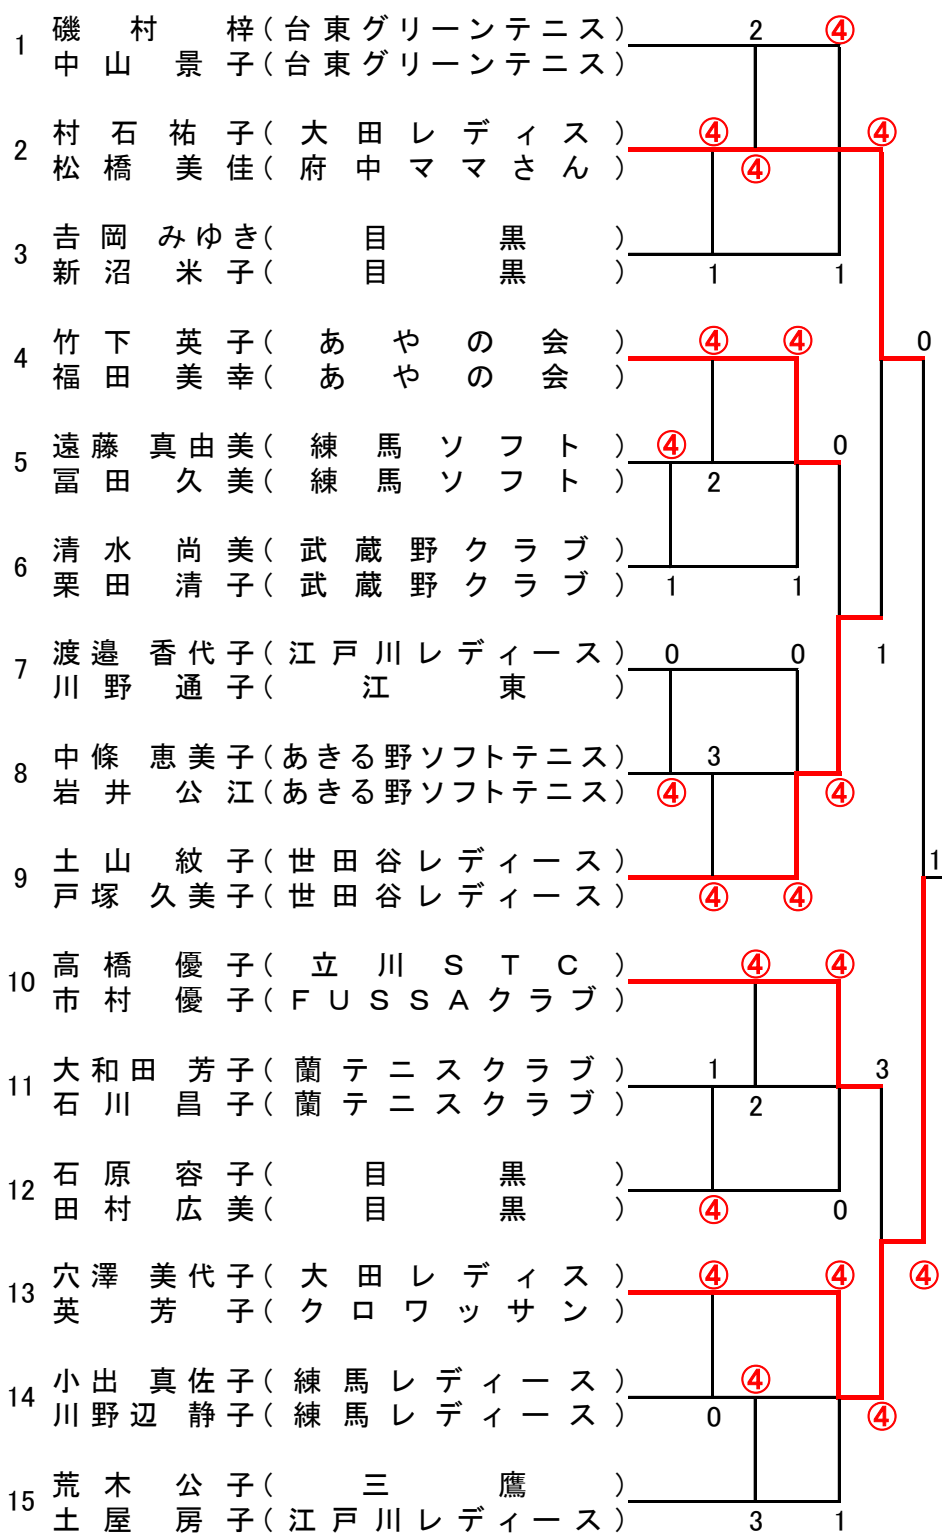 磯村 梓(台東グリーンテニス) 2 ④
1
中山 景子(台東グリーンテニス)
村石 祐子(大田レディス) ④ ④
2
松橋 美佳(府中ママさん) ④
𠮷岡 みゆき(目黒)
3
新沼 米子(目黒) 1 1
竹下 英子(あやの会) ④ ④ 0
4
福田 美幸(あやの会)
遠藤 真由美(練馬ソフト) ④ 0
5
冨田 久美(練馬ソフト) 2
清水 尚美(武蔵野クラブ)
6
栗田 清子(武蔵野クラブ) 1 1
渡邉 香代子(江戸川レディース) 0 0 1
7
川野 通子(江東)
中條 恵美子(あきる野ソフトテニス) 3
8
岩井 公江(あきる野ソフトテニス) ④ ④
土山 紋子(世田谷レディース) 1
9
戸塚 久美子(世田谷レディース) ④ ④
高橋 優子(立川STC) ④ ④
10
市村 優子(FUSSAクラブ)
大和田 芳子(蘭テニスクラブ) 1 3
11
石川 昌子(蘭テニスクラブ) 2
石原 容子(目黒)
12
田村 広美(目黒) ④ 0
穴澤 美代子(大田レディス) ④ ④ ④
13
英 芳子(クロワッサン)
小出 真佐子(練馬レディース) ④
14
川野辺 静子(練馬レディース) 0 ④
荒木 公子(三鷹)
15
土屋 房子(江戸川レディース) 3 1